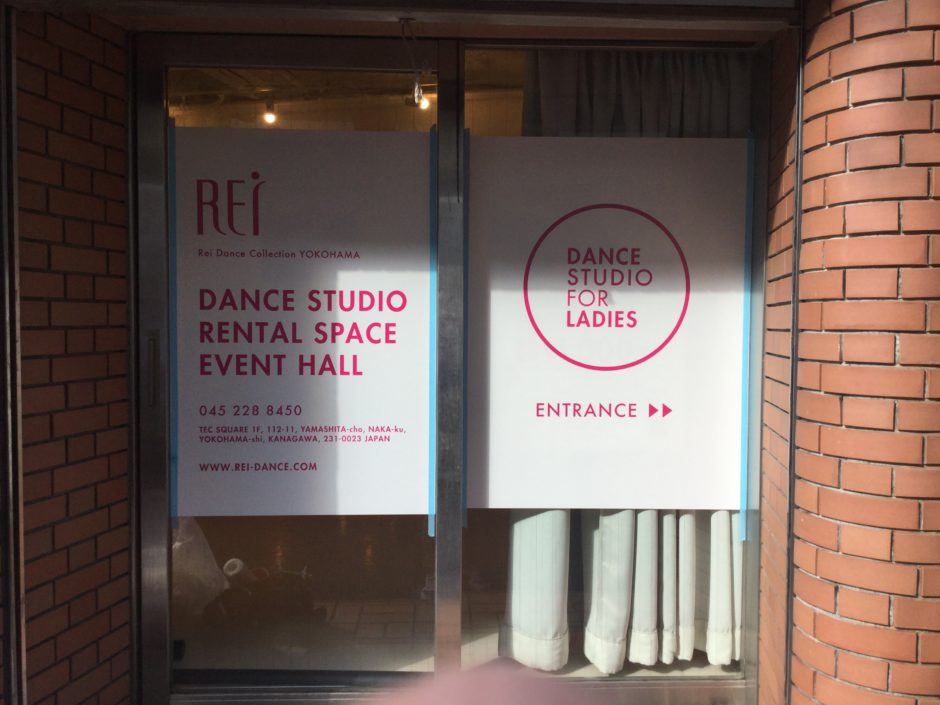 REi
Rei Dance Collection YOKOHAMA
DANCE STUDIO
RENTAL SPACE
EVENT HALL
045 228 8450
TEC SQUARE 1F, 112-11, YAMASHITA-cho, NAKA-ku,
YOKOHAMA-shi, KANAGAWA, 231-0023 JAPAN
WWW.REI-DANCE.COM
DANCE
STUDIO
FOR
LADIES
ENTRANCE